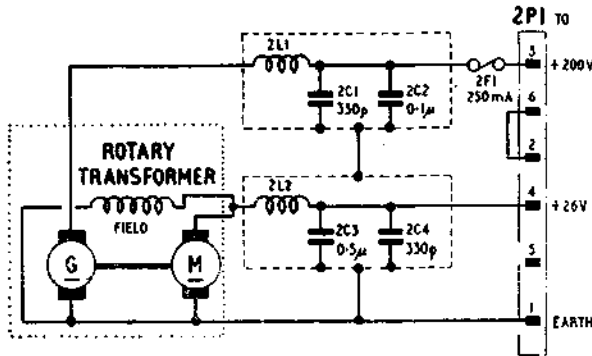 2P1 TO
2L1
3
+200V
2F1
250mA
2C1
330p
2C2
0·1µ
6
2
ROTARY
TRANSFORMER
FIELD
2L2
4
+26V
2C3
0·5µ
2C4
330p
5
G
M
1
EARTH